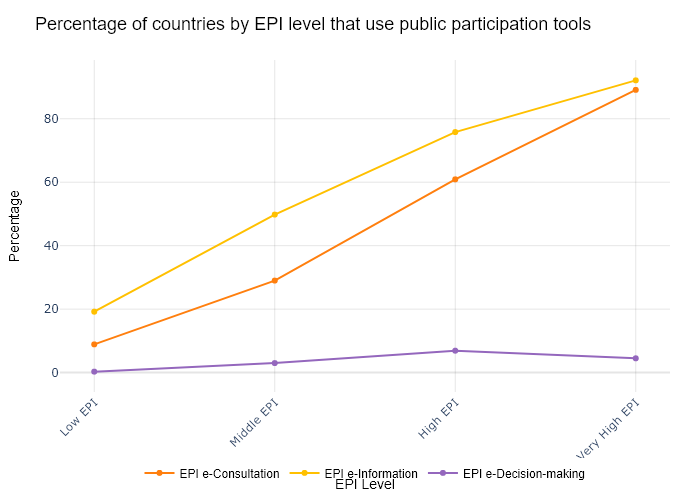 Percentage of countries by EPI level that use public participation tools
Percentage
80
60
40
20
0
Low EPI
Middle EPI
High EPI
Very High EPI
EPI e-Consultation
EPI e-Information
EPI e-Decision-making
EPI Level